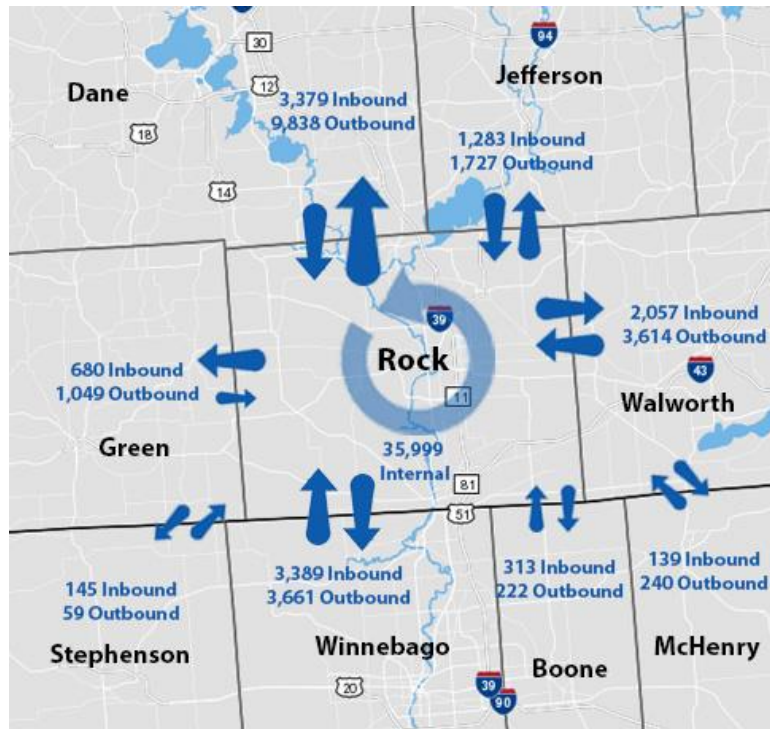 94
30
Dane
Jefferson
12
3,379 Inbound
9,838 Outbound
18
1,283 Inbound
1,727 Outbound
14
39
2,057 Inbound
3,614 Outbound
Rock
680 Inbound
1,049 Outbound
43
11
Walworth
Green
35,999
Internal
81
51
145 Inbound
59 Outbound
3,389 Inbound
3,661 Outbound
313 Inbound
222 Outbound
139 Inbound
240 Outbound
Stephenson
Winnebago
Boone
McHenry
20
39
90